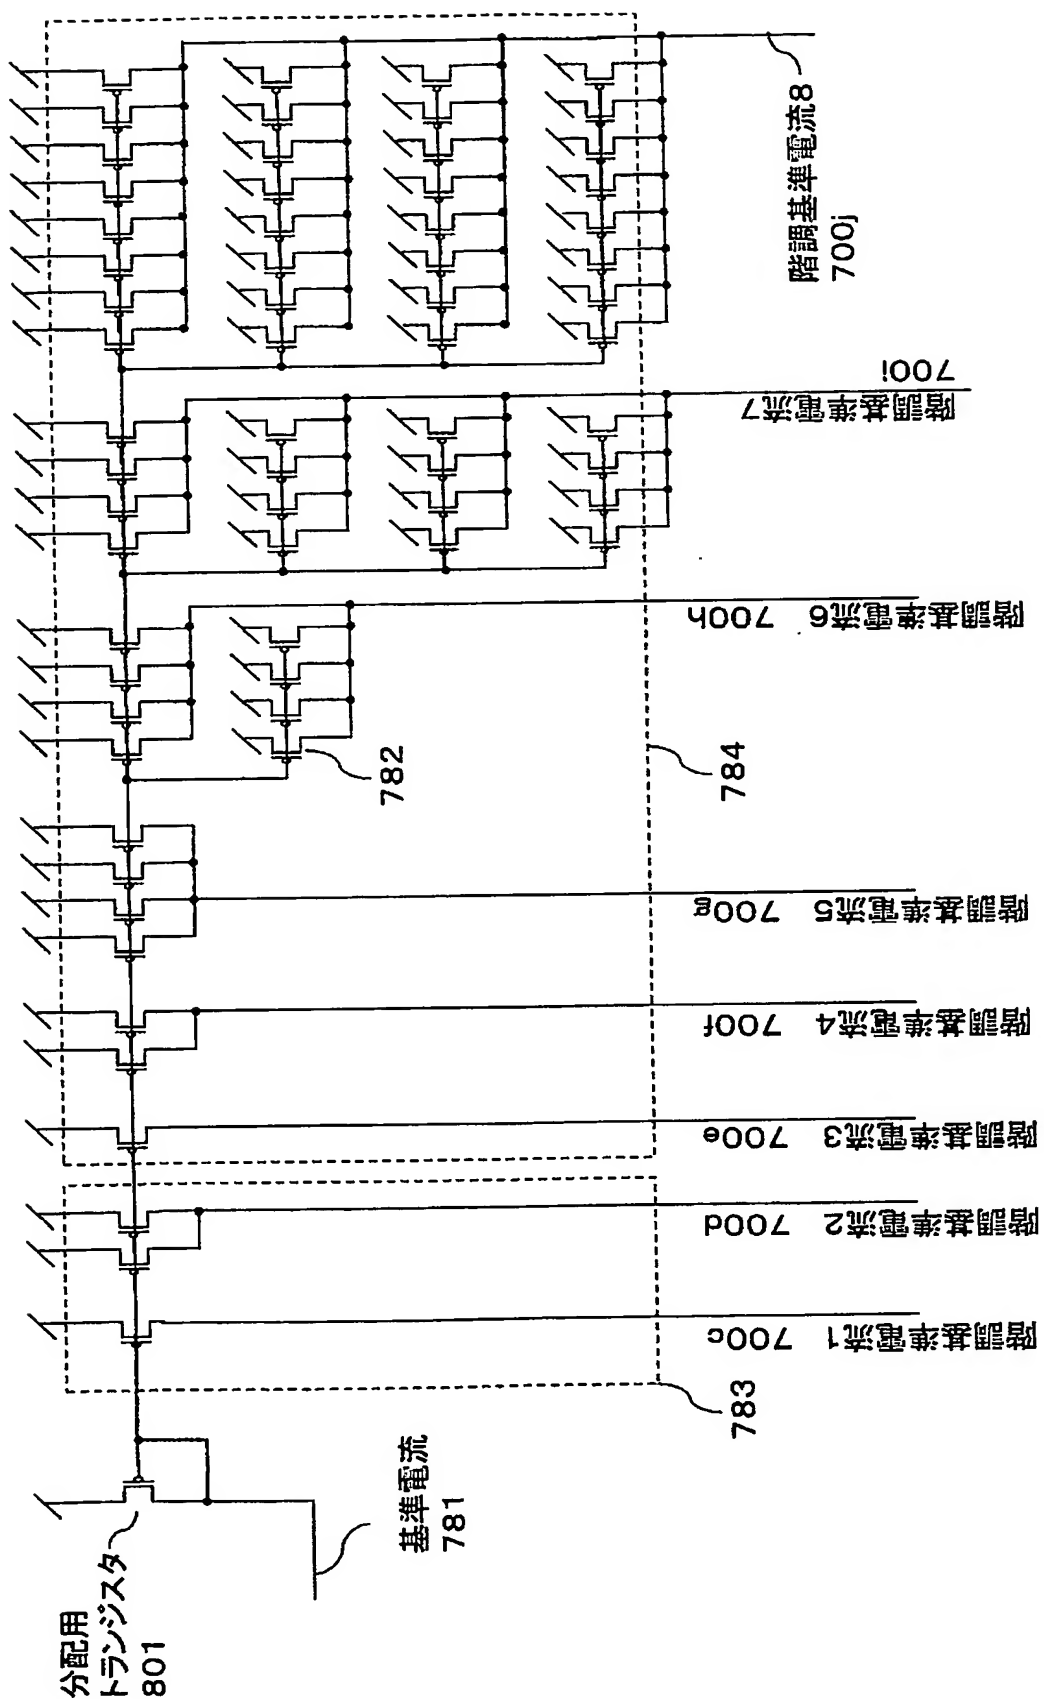 分配用
トランジスタ
801
基準電流
781
783
階調基準電流1 700c
階調基準電流2 700d
階調基準電流3 700e
階調基準電流4 700f
階調基準電流5 700g
782
784
階調基準電流6 700h
階調基準電流7
700i
階調基準電流8
700j